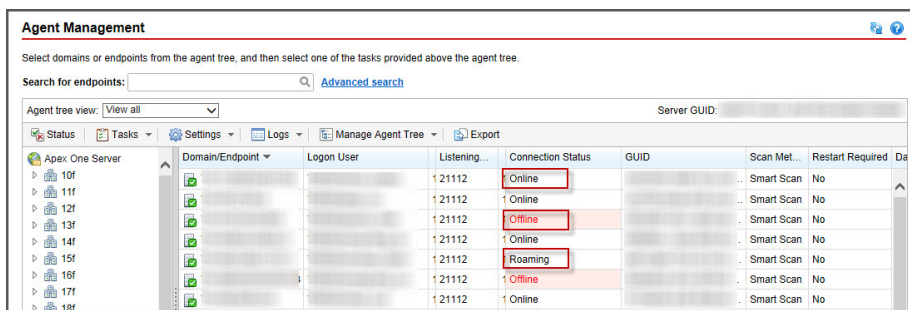 Agent Management
Select domains or endpoints from the agent tree, and then select one of the tasks provided above the agent tree.
Search for endpoints: Advanced search
Agent tree view: View all Server GUID:
Status Tasks Settings Logs Manage Agent Tree Export
Apex One Server Domain/Endpoint Logon User Listening... Connection Status GUID Scan Met... Restart Required Da
10f 21112 Online Smart Scan No
11f 21112 Online Smart Scan No
12f 21112 Offline Smart Scan No
13f
14f 21112 Online Smart Scan No
15f 21112 Roaming Smart Scan No
16f 21112 Offline Smart Scan No
17f 21112 Online Smart Scan No
18f